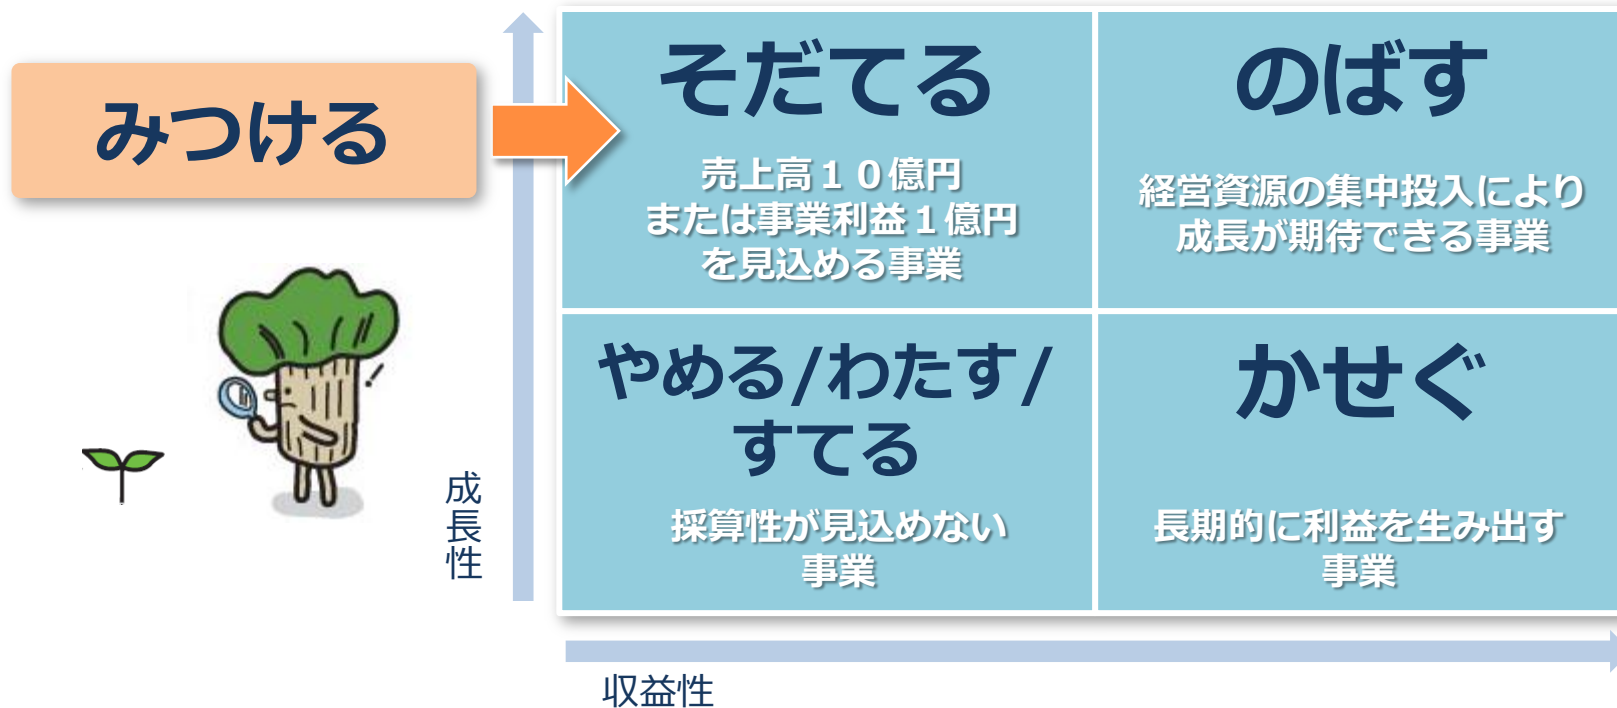 みつける
そだてる
売上高１０億円
または事業利益１億円
を見込める事業
のばす
経営資源の集中投入により
成長が期待できる事業
やめる/わたす/
すてる
採算性が見込めない
事業
かせぐ
長期的に利益を生み出す
事業
成長性
収益性